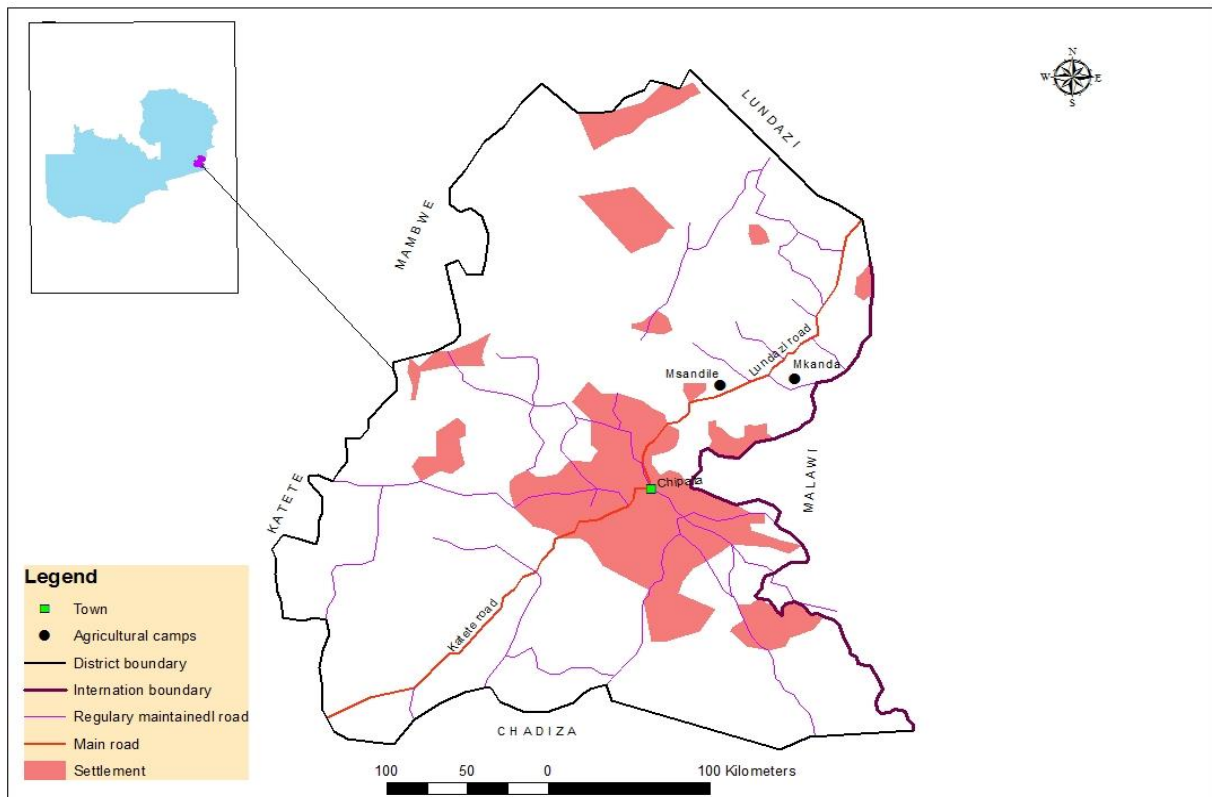 N
W E
S
LUNDAZI
MAMBWE
Lundazi road
Msandile
Mkanda
KATETE
Chipata
MALAWI
Katete road
CHADIZA
Legend
Town
Agricultural camps
District boundary
Internation boundary
Regulary maintainedl road
Main road
Settlement
100 50 0 100 Kilometers